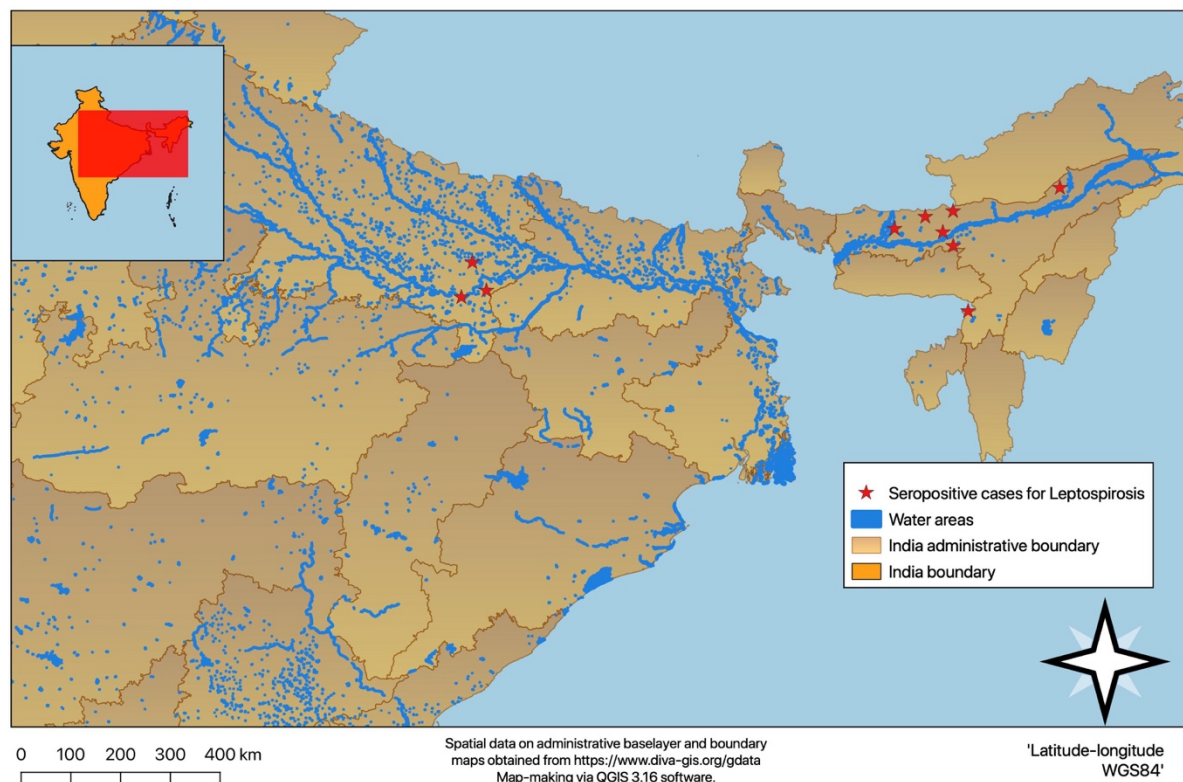 Seropositive cases for Leptospirosis
Water areas
India administrative boundary
India boundary
0 100 200 300 400 km
Spatial data on administrative baselayer and boundary
maps obtained from https://www.diva-gis.org/gdata
Map-making via QGIS 3.16 software.
'Latitude-longitude
WGS84'